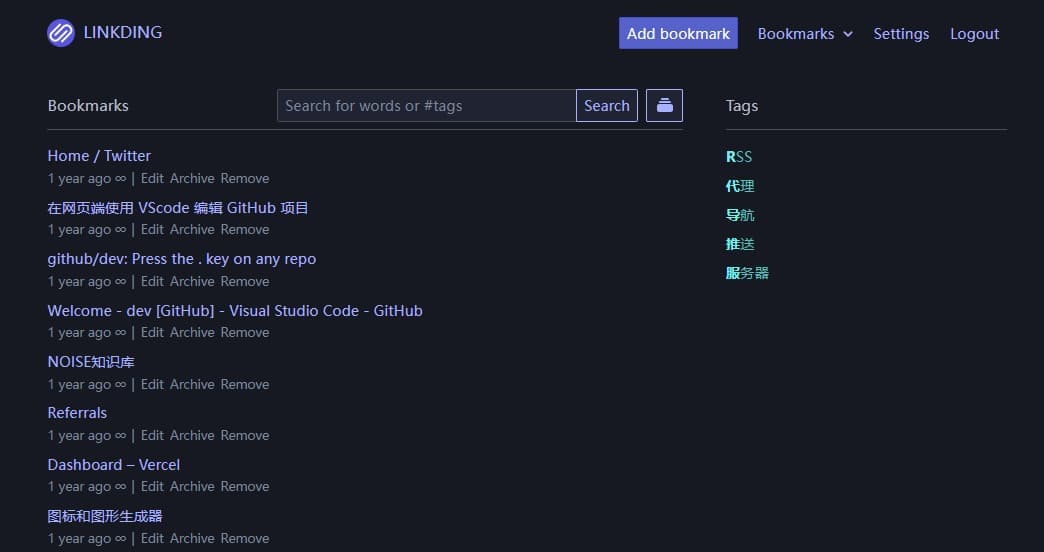 LINKDING
Add bookmark Bookmarks Settings Logout
Bookmarks
Search for words or #tags Search
Home / Twitter
1 year ago ∞ | Edit Archive Remove
在网页端使用 VScode 编辑 GitHub 项目
1 year ago ∞ | Edit Archive Remove
github/dev: Press the . key on any repo
1 year ago ∞ | Edit Archive Remove
Welcome - dev [GitHub] - Visual Studio Code - GitHub
1 year ago ∞ | Edit Archive Remove
NOISE知识库
1 year ago ∞ | Edit Archive Remove
Referrals
1 year ago ∞ | Edit Archive Remove
Dashboard – Vercel
1 year ago ∞ | Edit Archive Remove
图标和图形生成器
1 year ago ∞ | Edit Archive Remove
Tags
RSS
代理
导航
推送
服务器